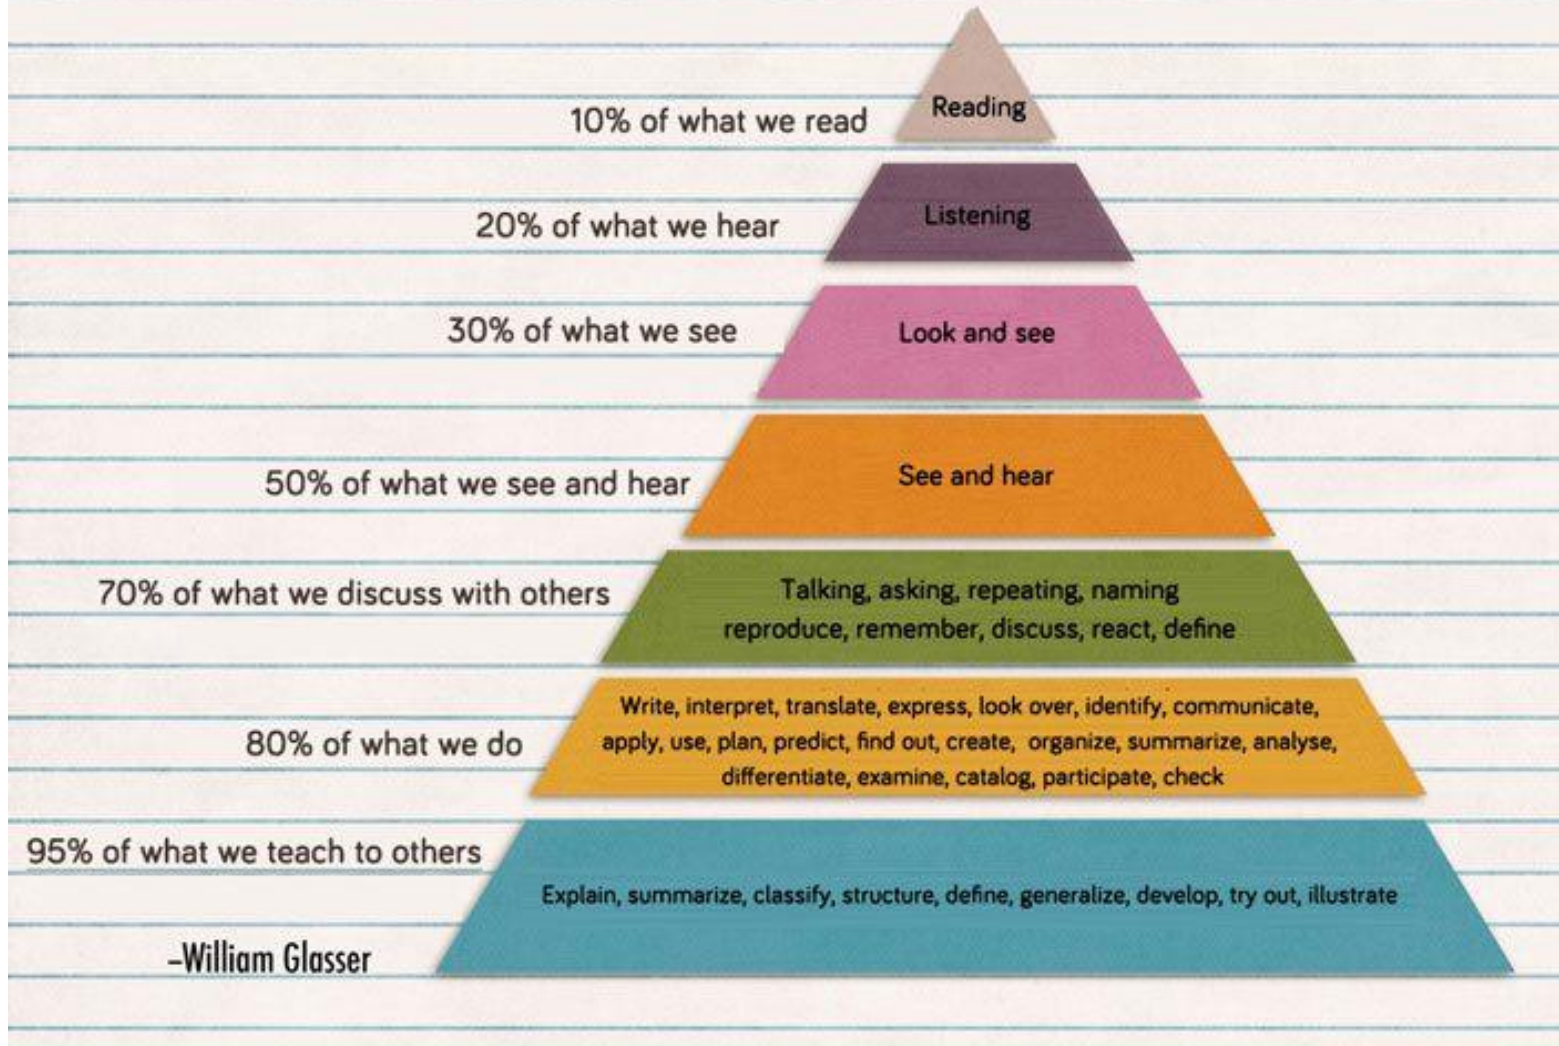 10% of what we read
Reading
20% of what we hear
Listening
30% of what we see
Look and see
50% of what we see and hear
See and hear
70% of what we discuss with others
Talking, asking, repeating, naming
reproduce, remember, discuss, react, define
80% of what we do
Write, interpret, translate, express, look over, identify, communicate,
apply, use, plan, predict, find out, create, organize, summarize, analyse,
differentiate, examine, catalog, participate, check
95% of what we teach to others
Explain, summarize, classify, structure, define, generalize, develop, try out, illustrate
–William Glasser